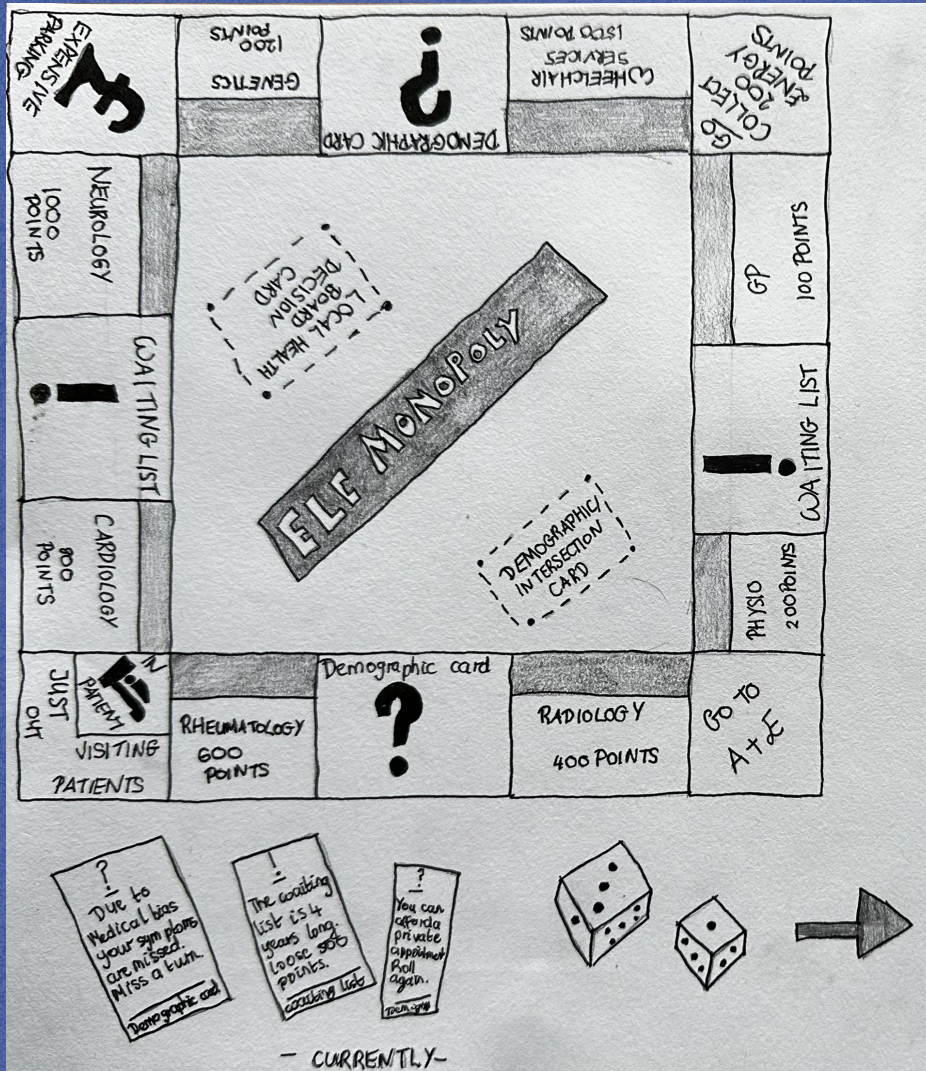 EXPENSIVE
PARKING
£
GENETICS
1200
POINTS
?
DEMOGRAPHIC CARD
WHEELCHAIR
SERVICES
1500 POINTS
GO
COLLECT
200
ENERGY
POINTS
NEUROLOGY
1000
POINTS
WAITING LIST
!
CARDIOLOGY
800
POINTS
LOCAL HEALTH
BOARD
DECISION
CARD
ELE MONOPOLY
DEMOGRAPHIC/
INTERSECTION
CARD
GP
100 POINTS
!
WAITING LIST
PHYSIO
200 POINTS
IN
PATIENT
JUST
OUT
VISITING
PATIENTS
RHEUMATOLOGY
600
POINTS
Demographic card
?
RADIOLOGY
400 POINTS
GO TO
A + E
?
Due to
Medical bias
your symptoms
are missed.
Miss a turn.
Demographic card
!
The waiting
list is 4
years long.
Loose 500
points.
waiting list
?
You can
afford a
private
appointment
Roll
again.
- CURRENTLY-